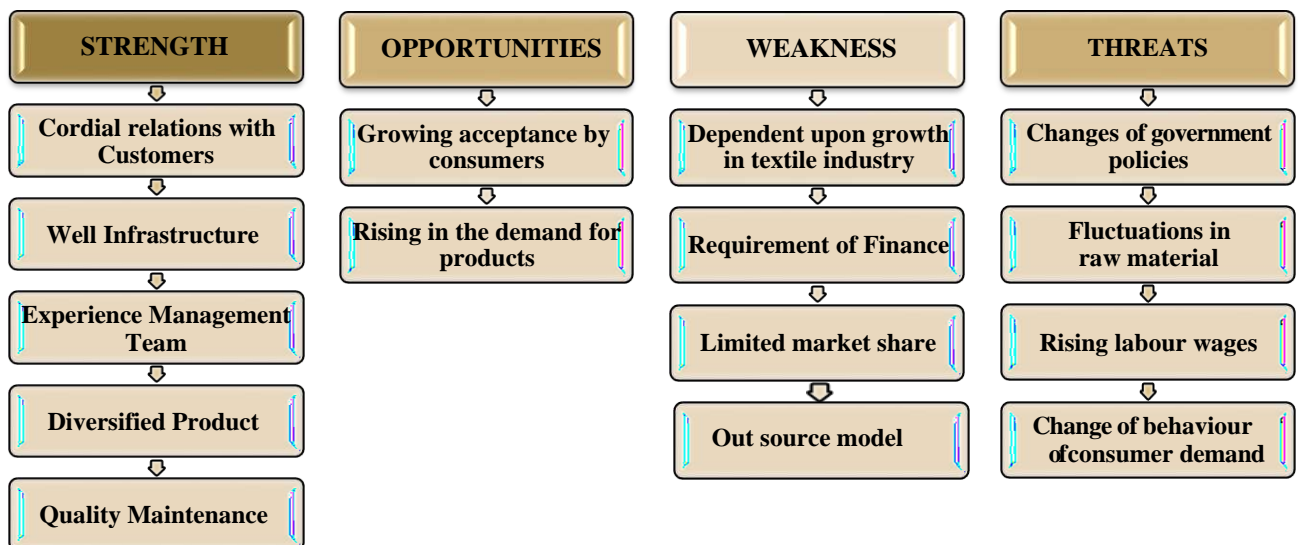 STRENGTH
Cordial relations with
Customers
Well Infrastructure
Experience Management
Team
Diversified Product
Quality Maintenance
OPPORTUNITIES
Growing acceptance by
consumers
Rising in the demand for
products
WEAKNESS
Dependent upon growth
in textile industry
Requirement of Finance
Limited market share
Out source model
THREATS
Changes of government
policies
Fluctuations in
raw material
Rising labour wages
Change of behaviour
ofconsumer demand